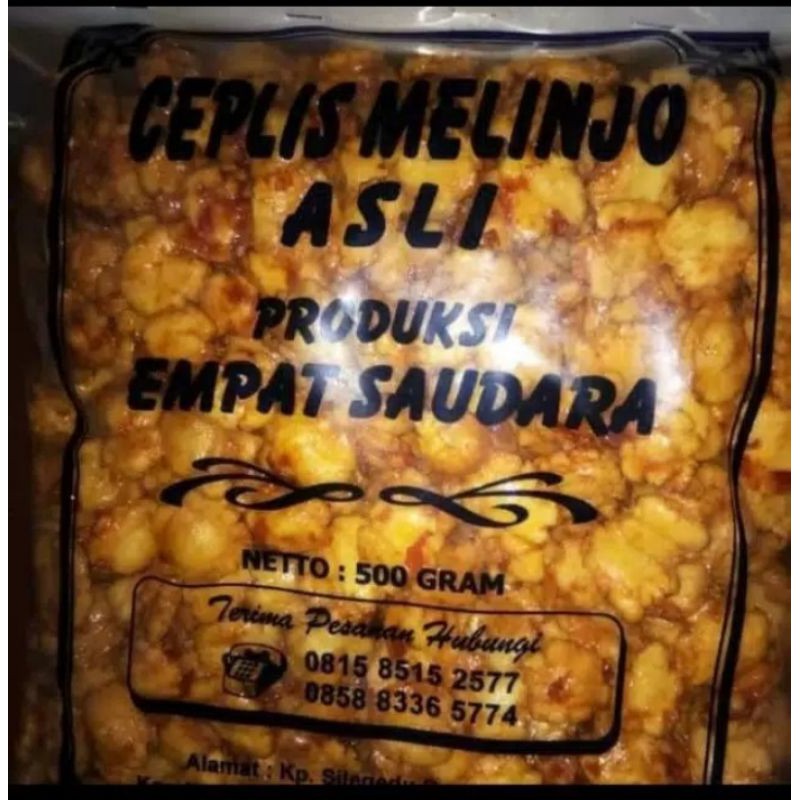 CEPLIS MELINJO
ASLI
PRODUKSI
EMPAT SAUDARA
NETTO : 500 GRAM
Terima Pesanan Hubungi
0815 8515 2577
0858 8336 5774
Alamat : Kp.